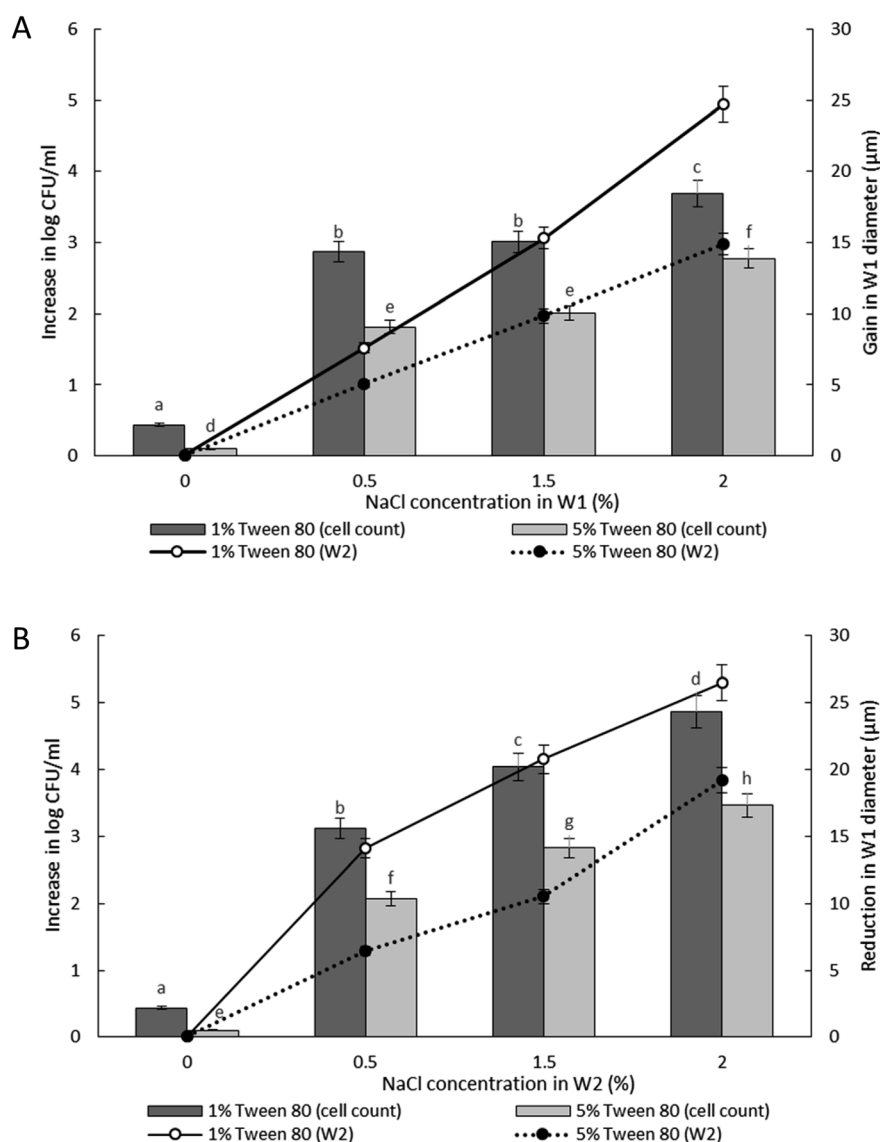 A
6
5
4
3
2
1
0
Increase in log CFU/ml
30
25
20
15
10
5
0
Gain in W1 diameter (µm)
a
d
b
e
b
e
c
f
0 0.5 1.5 2
NaCl concentration in W1 (%)
1% Tween 80 (cell count) 5% Tween 80 (cell count)
1% Tween 80 (W2) 5% Tween 80 (W2)
B
6
5
4
3
2
1
0
Increase in log CFU/ml
30
25
20
15
10
5
0
Reduction in W1 diameter (µm)
a
e
b
f
c
g
d
h
0 0.5 1.5 2
NaCl concentration in W2 (%)
1% Tween 80 (cell count) 5% Tween 80 (cell count)
1% Tween 80 (W2) 5% Tween 80 (W2)